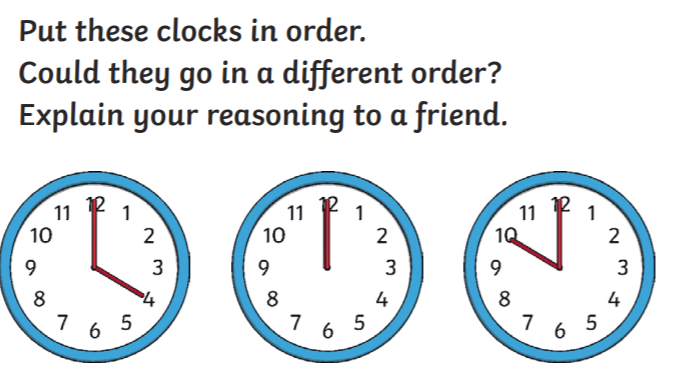 Put these clocks in order.
Could they go in a different order?
Explain your reasoning to a friend.
12 1 2 3 4 5 6 7 8 9 10 11
12 1 2 3 4 5 6 7 8 9 10 11
12 1 2 3 4 5 6 7 8 9 10 11